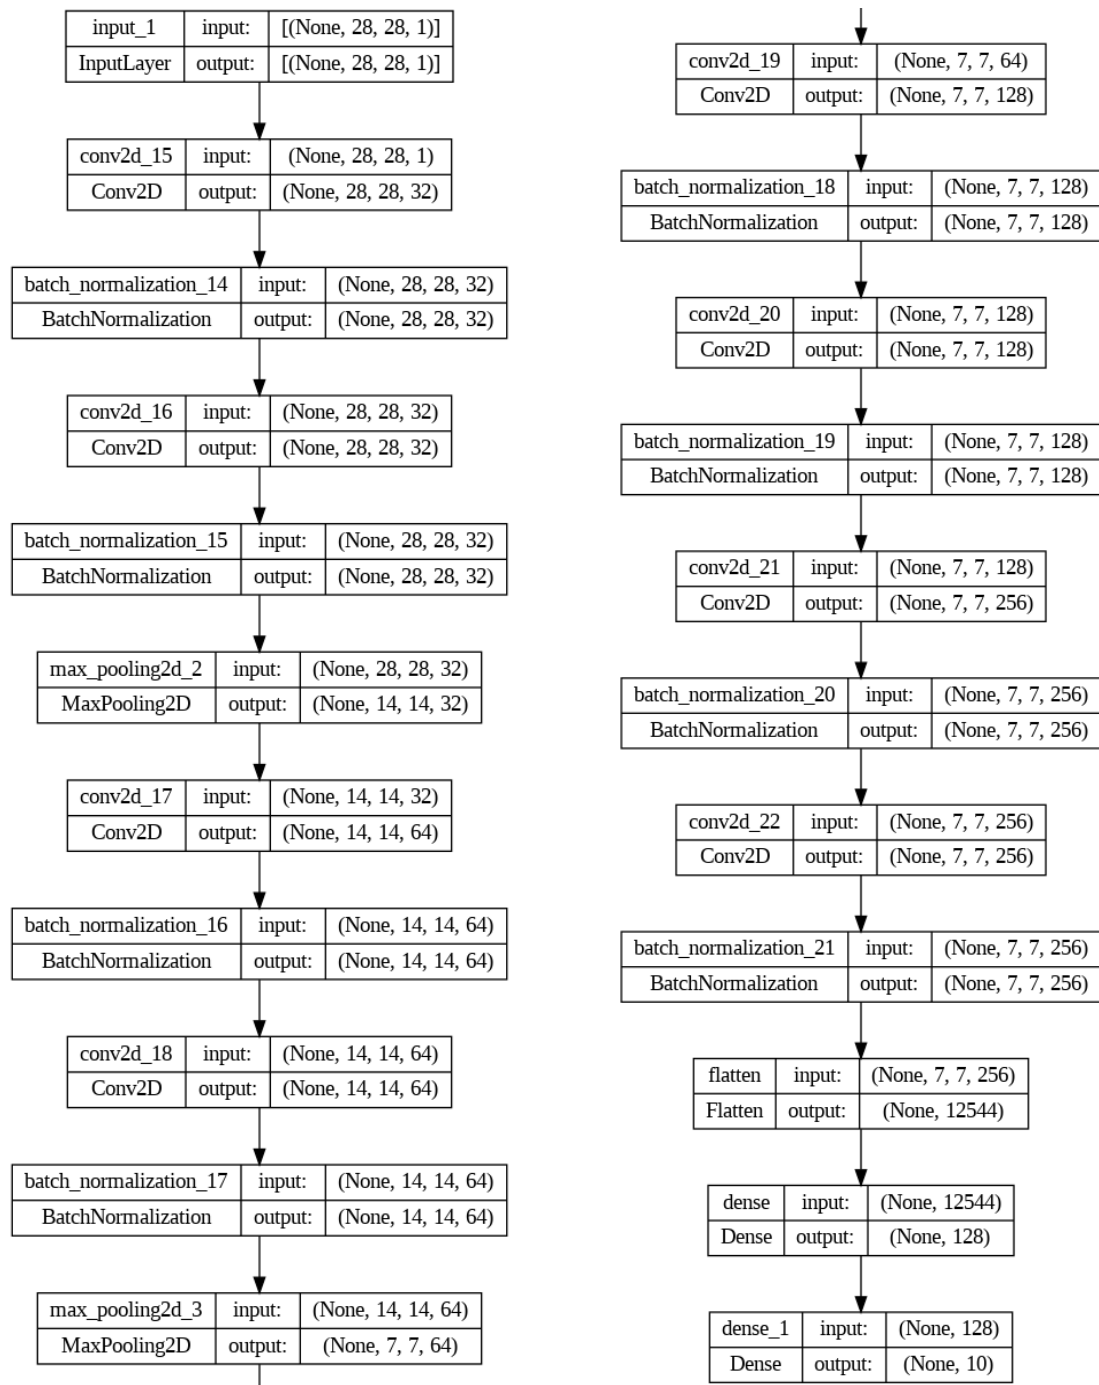 input_1 input: [(None, 28, 28, 1)]
InputLayer output: [(None, 28, 28, 1)]
conv2d_15 input: (None, 28, 28, 1)
Conv2D output: (None, 28, 28, 32)
batch_normalization_14 input: (None, 28, 28, 32)
BatchNormalization output: (None, 28, 28, 32)
conv2d_16 input: (None, 28, 28, 32)
Conv2D output: (None, 28, 28, 32)
batch_normalization_15 input: (None, 28, 28, 32)
BatchNormalization output: (None, 28, 28, 32)
max_pooling2d_2 input: (None, 28, 28, 32)
MaxPooling2D output: (None, 14, 14, 32)
conv2d_17 input: (None, 14, 14, 32)
Conv2D output: (None, 14, 14, 64)
batch_normalization_16 input: (None, 14, 14, 64)
BatchNormalization output: (None, 14, 14, 64)
conv2d_18 input: (None, 14, 14, 64)
Conv2D output: (None, 14, 14, 64)
batch_normalization_17 input: (None, 14, 14, 64)
BatchNormalization output: (None, 14, 14, 64)
max_pooling2d_3 input: (None, 14, 14, 64)
MaxPooling2D output: (None, 7, 7, 64)
conv2d_19 input: (None, 7, 7, 64)
Conv2D output: (None, 7, 7, 128)
batch_normalization_18 input: (None, 7, 7, 128)
BatchNormalization output: (None, 7, 7, 128)
conv2d_20 input: (None, 7, 7, 128)
Conv2D output: (None, 7, 7, 128)
batch_normalization_19 input: (None, 7, 7, 128)
BatchNormalization output: (None, 7, 7, 128)
conv2d_21 input: (None, 7, 7, 128)
Conv2D output: (None, 7, 7, 256)
batch_normalization_20 input: (None, 7, 7, 256)
BatchNormalization output: (None, 7, 7, 256)
conv2d_22 input: (None, 7, 7, 256)
Conv2D output: (None, 7, 7, 256)
batch_normalization_21 input: (None, 7, 7, 256)
BatchNormalization output: (None, 7, 7, 256)
flatten input: (None, 7, 7, 256)
Flatten output: (None, 12544)
dense input: (None, 12544)
Dense output: (None, 128)
dense_1 input: (None, 128)
Dense output: (None, 10)